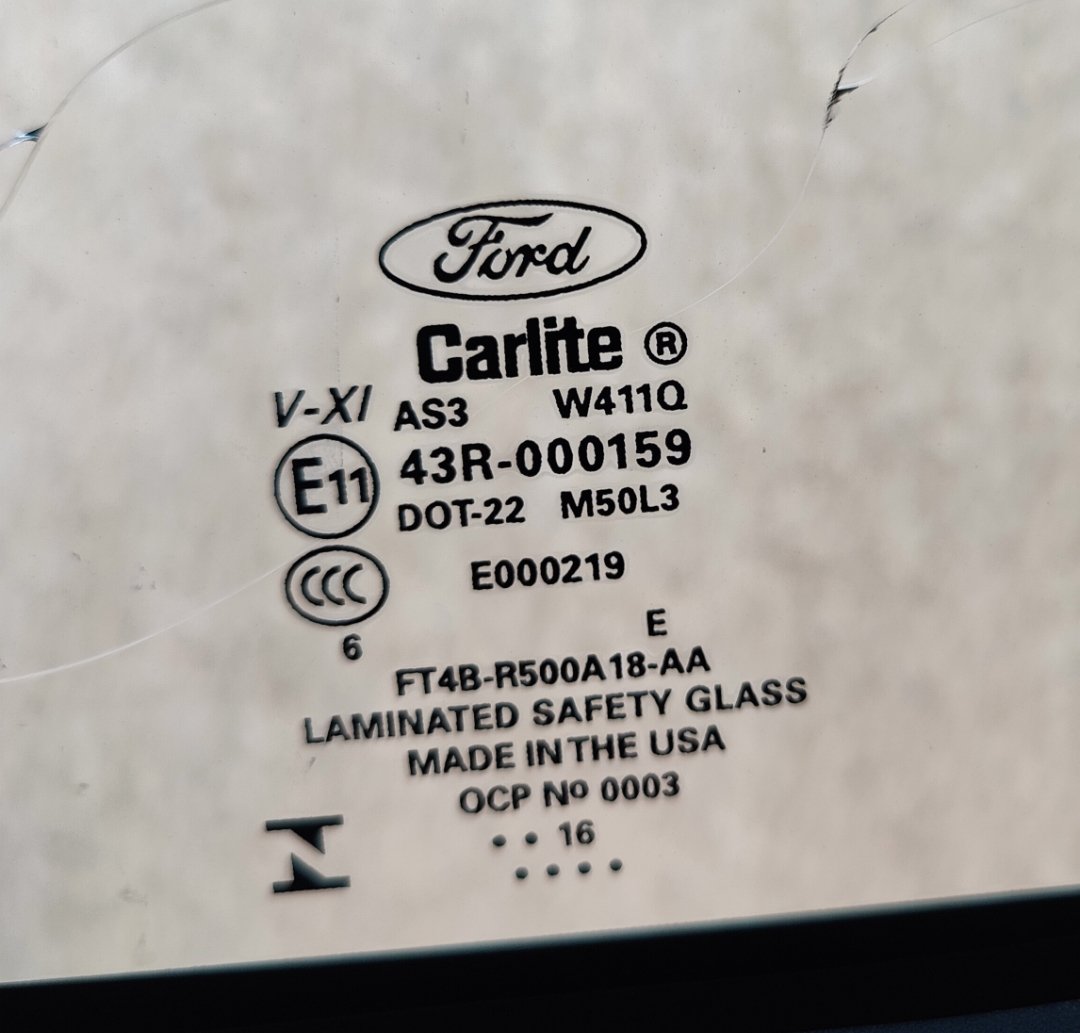 Ford
Carlite ®
V-XI AS3 W411Q
E11 43R-000159
DOT-22 M50L3
CCC E000219
6 E
FT4B-R500A18-AA
LAMINATED SAFETY GLASS
MADE IN THE USA
OCP Nº 0003
• • 16
• • • •